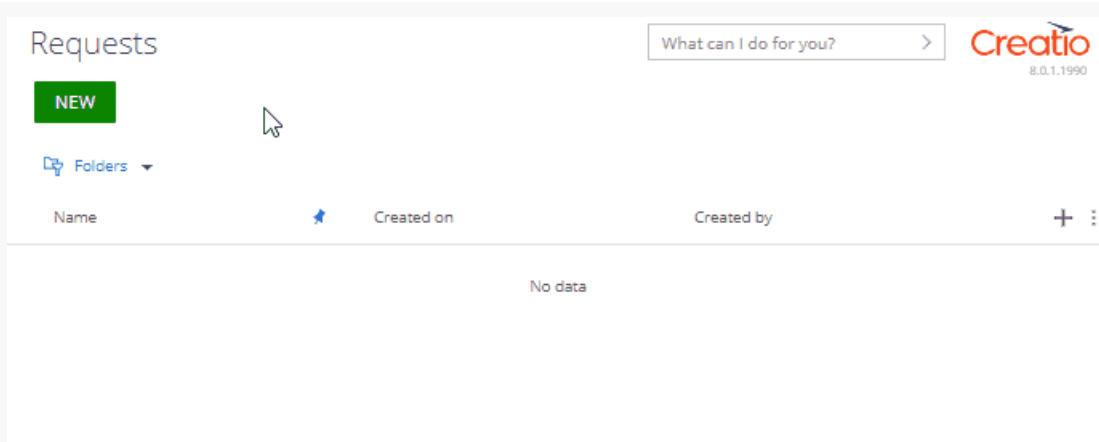 Requests
What can I do for you?
Creatio
8.0.1.1990
NEW
Folders
Name Created on Created by
No data